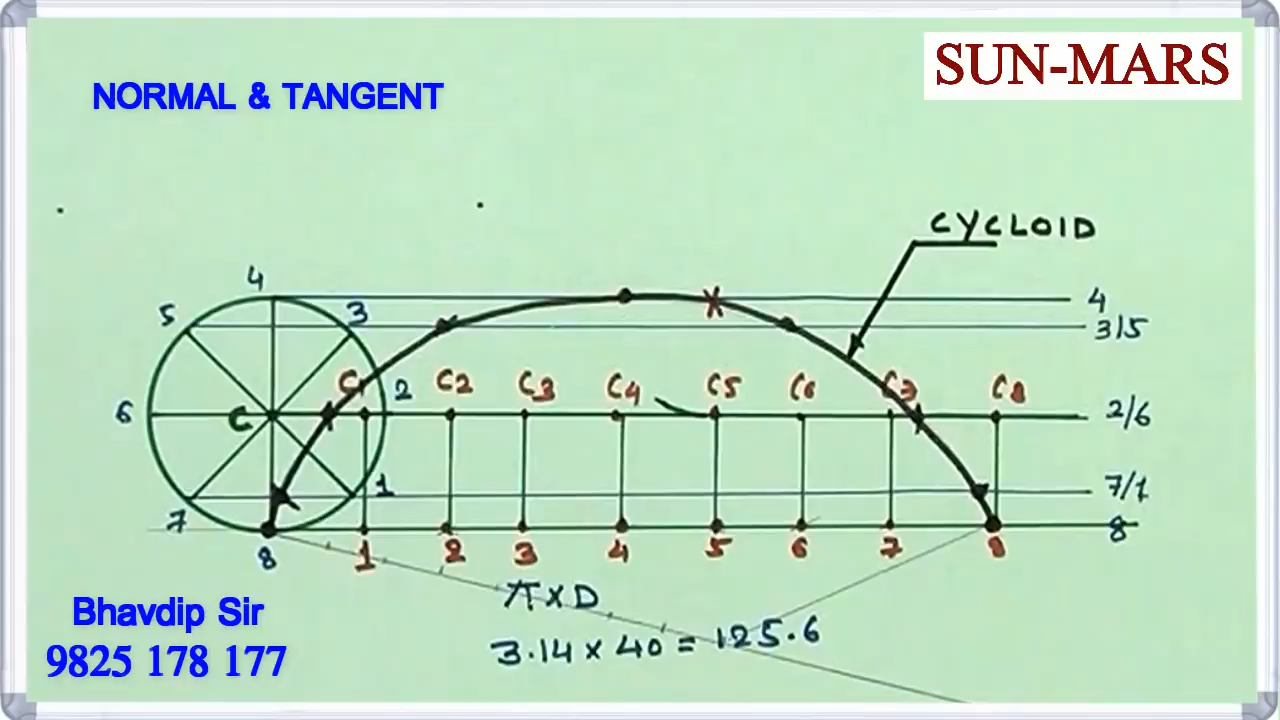 SUN-MARS
NORMAL & TANGENT
CYCLOID
4
4
5
3
3/5
C1 C2 C3 C4 C5 C6 C7 C8
6
C
2
2/6
1
7/1
7
8
8 1 2 3 4 5 6 7 8
π x D
3.14 x 40 = 125.6
Bhavdip Sir
9825 178 177